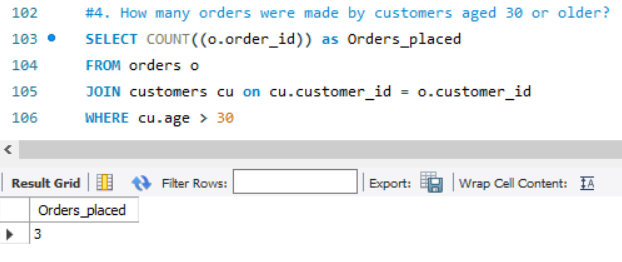 102 #4. How many orders were made by customers aged 30 or older?
103 SELECT COUNT((o.order_id)) as Orders_placed
104 FROM orders o
105 JOIN customers cu on cu.customer_id = o.customer_id
106 WHERE cu.age > 30
Result Grid Filter Rows: Export: Wrap Cell Content: IA
Orders_placed
3